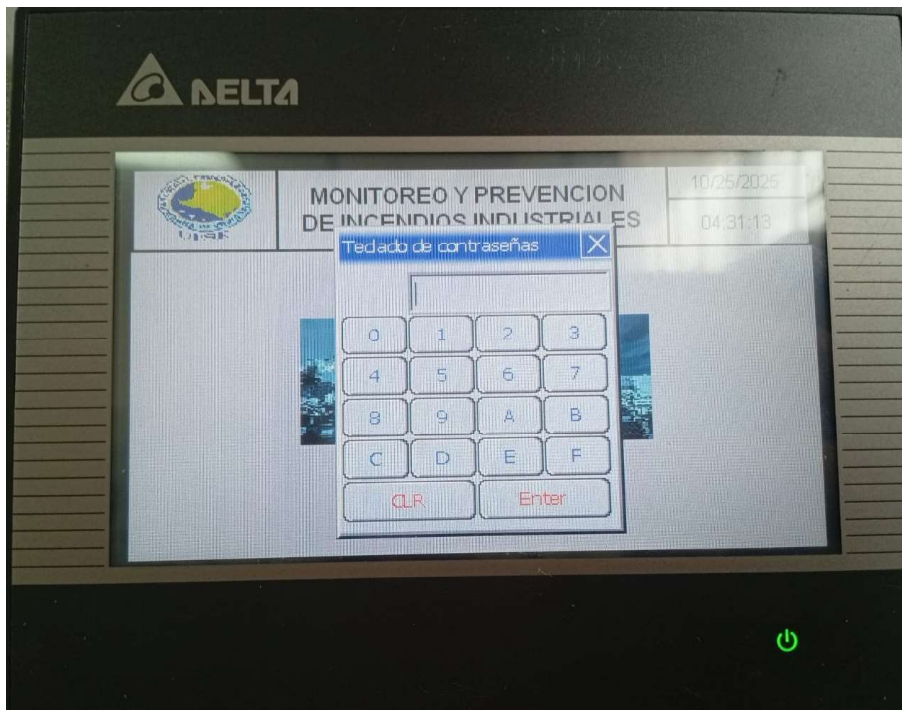 DELTA
MONITOREO Y PREVENCION
DE INCENDIOS INDUSTRIALES
10/25/2025
04:31:13
Teclado de contraseñas
0 1 2 3
4 5 6 7
8 9 A B
C D E F
CLR Enter